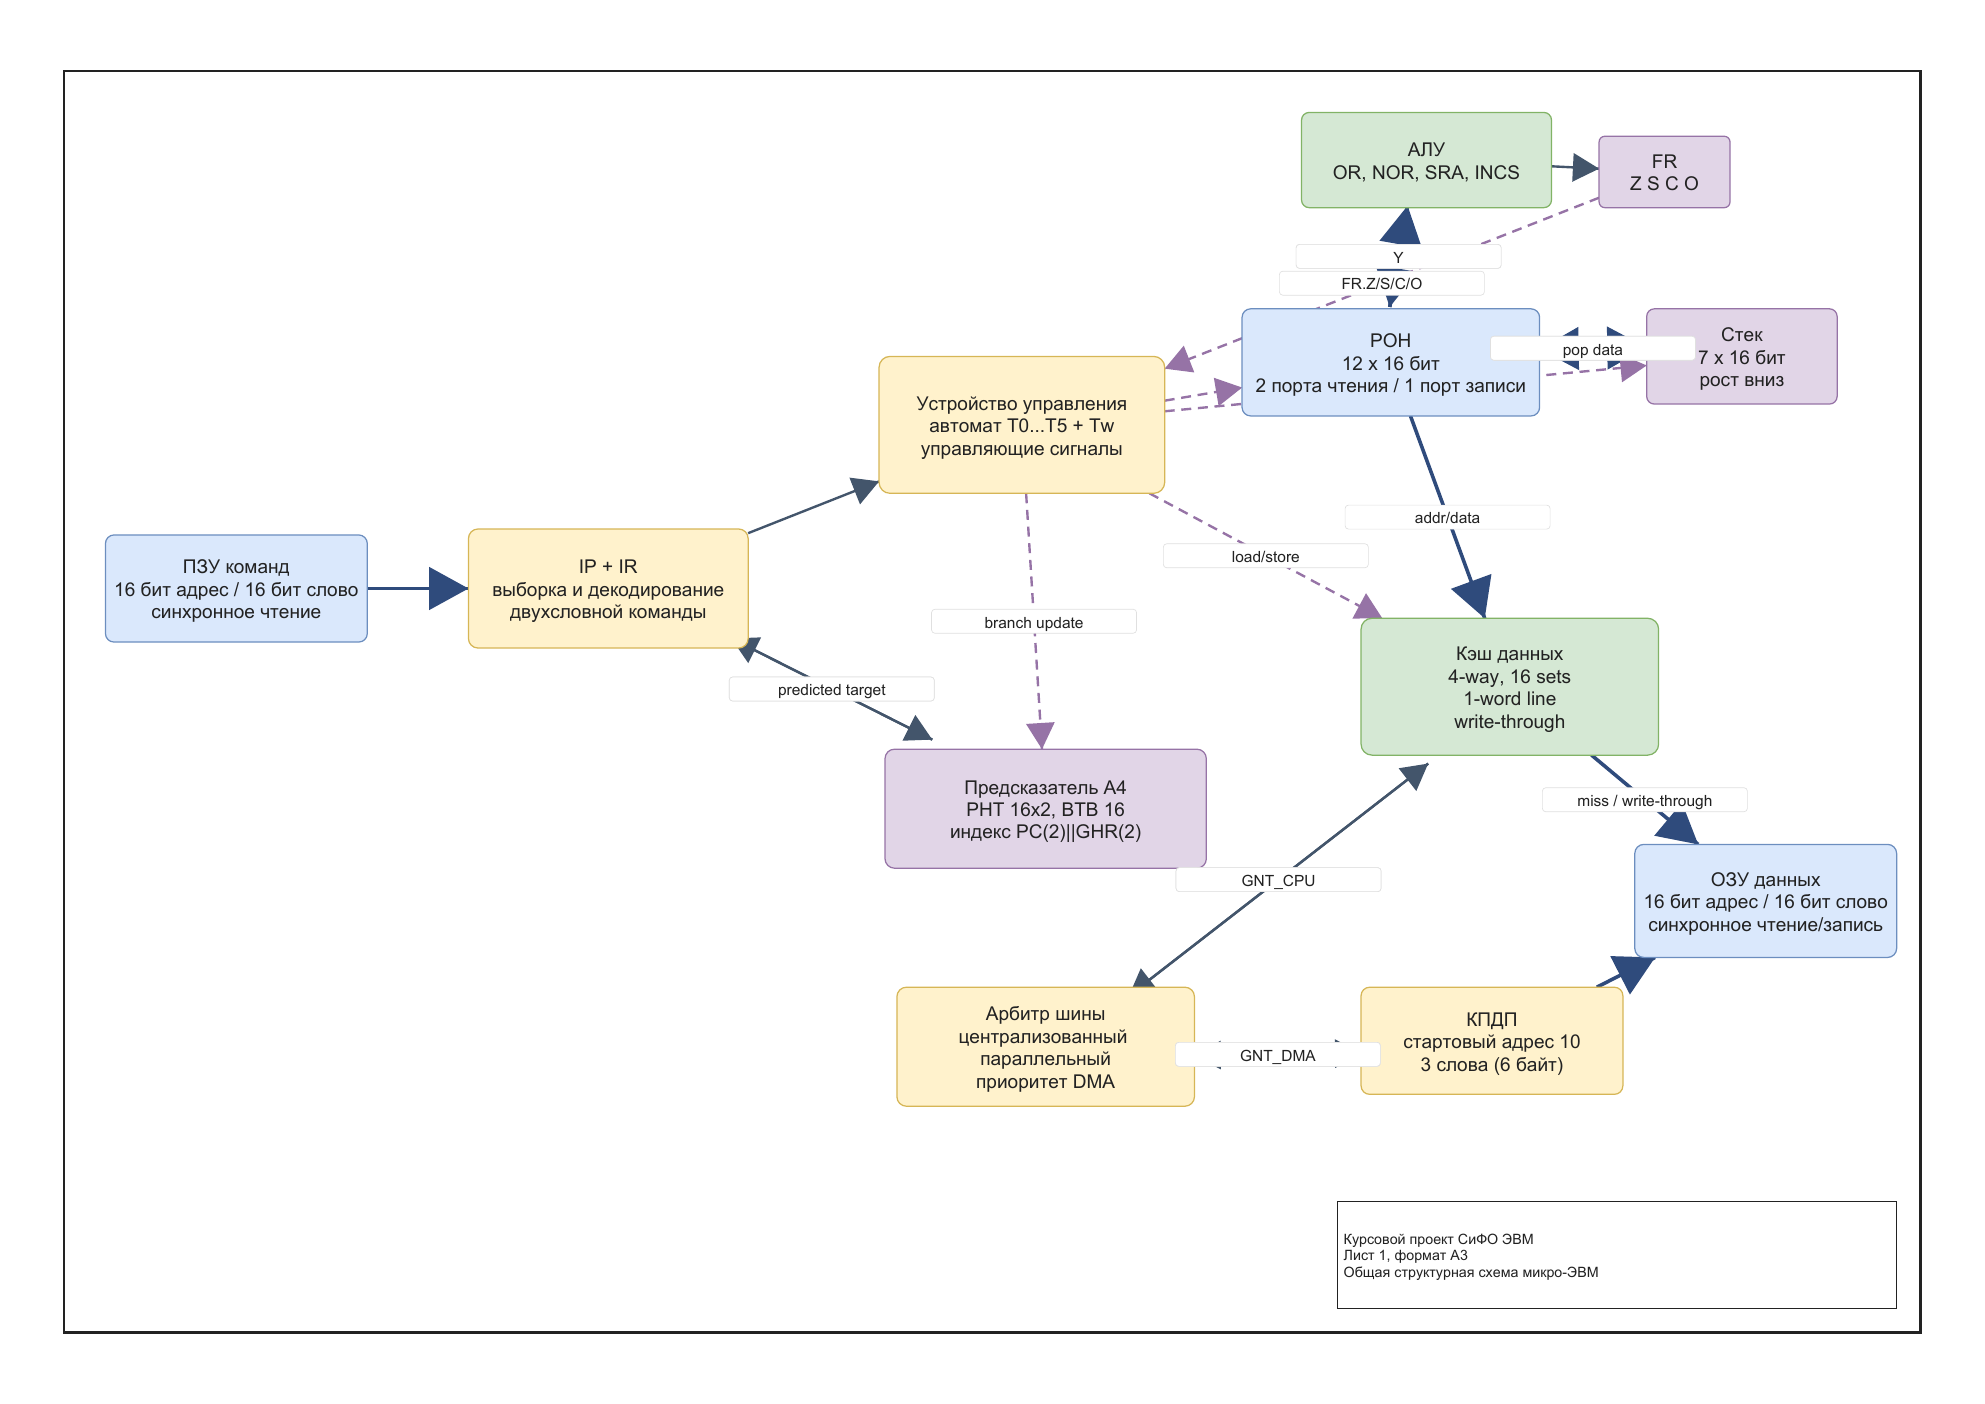 АЛУ
OR, NOR, SRA, INCS
FR
Z S C O
Y
FR.Z/S/C/O
РОН
12 x 16 бит
2 порта чтения / 1 порт записи
pop data
Стек
7 x 16 бит
рост вниз
Устройство управления
автомат T0...T5 + Tw
управляющие сигналы
addr/data
load/store
ПЗУ команд
16 бит адрес / 16 бит слово
синхронное чтение
IP + IR
выборка и декодирование
двухсловной команды
branch update
predicted target
Кэш данных
4-way, 16 sets
1-word line
write-through
Предсказатель А4
PHT 16x2, BTB 16
индекс PC(2)||GHR(2)
miss / write-through
GNT_CPU
ОЗУ данных
16 бит адрес / 16 бит слово
синхронное чтение/запись
Арбитр шины
централизованный
параллельный
приоритет DMA
GNT_DMA
КПДП
стартовый адрес 10
3 слова (6 байт)
Курсовой проект СиФО ЭВМ
Лист 1, формат А3
Общая структурная схема микро-ЭВМ